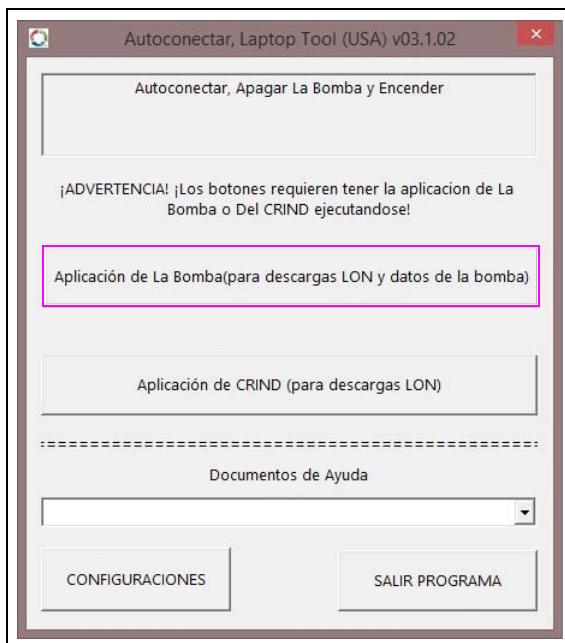 Autoconectar, Laptop Tool (USA) v03.1.02
Autoconectar, Apagar La Bomba y Encender
¡ADVERTENCIA! ¡Los botones requieren tener la aplicacion de La
Bomba o Del CRIND ejecutandose!
Aplicación de La Bomba(para descargas LON y datos de la bomba)
Aplicación de CRIND (para descargas LON)
Documentos de Ayuda
CONFIGURACIONES SALIR PROGRAMA